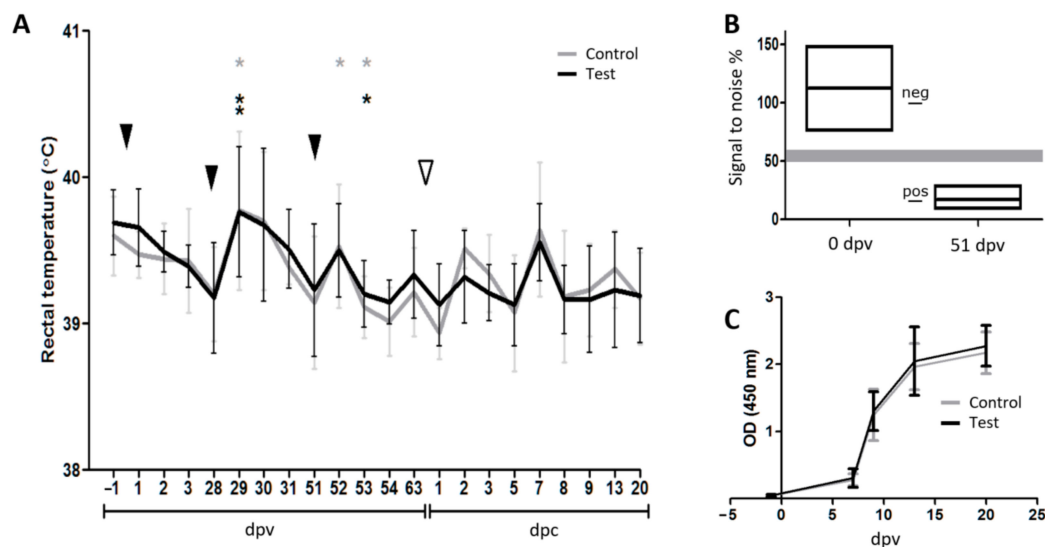 A
41
40
39
38
Rectal temperature (°C)
Control
Test
*
*
*
*
*
*
−1 1 2 3 28 29 30 31 51 52 53 54 63 1 2 3 5 7 8 9 13 20
dpv dpc
B
Signal to noise %
150
100
50
0
neg
pos
0 dpv 51 dpv
C
OD (450 nm)
3
2
1
Control
Test
−5 0 5 10 15 20 25
dpv